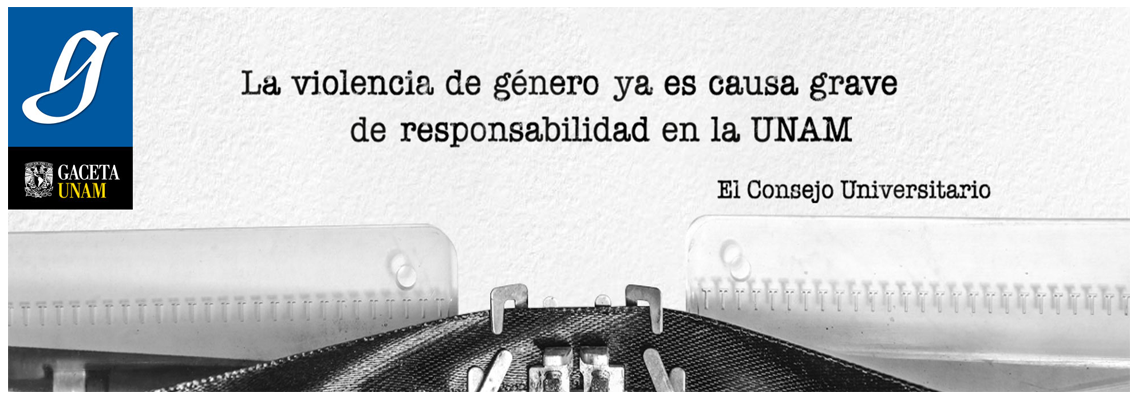 g
GACETA
UNAM
La violencia de género ya es causa grave
de responsabilidad en la UNAM
El Consejo Universitario